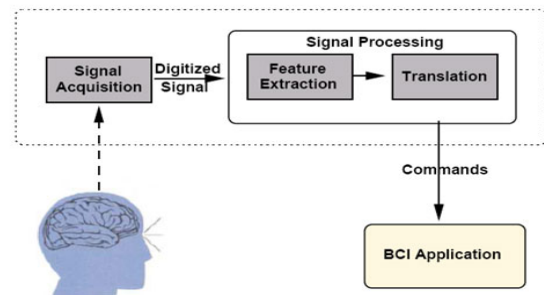 Signal Processing
Signal
Acquisition
Digitized
Signal
Feature
Extraction
Translation
Commands
BCI Application